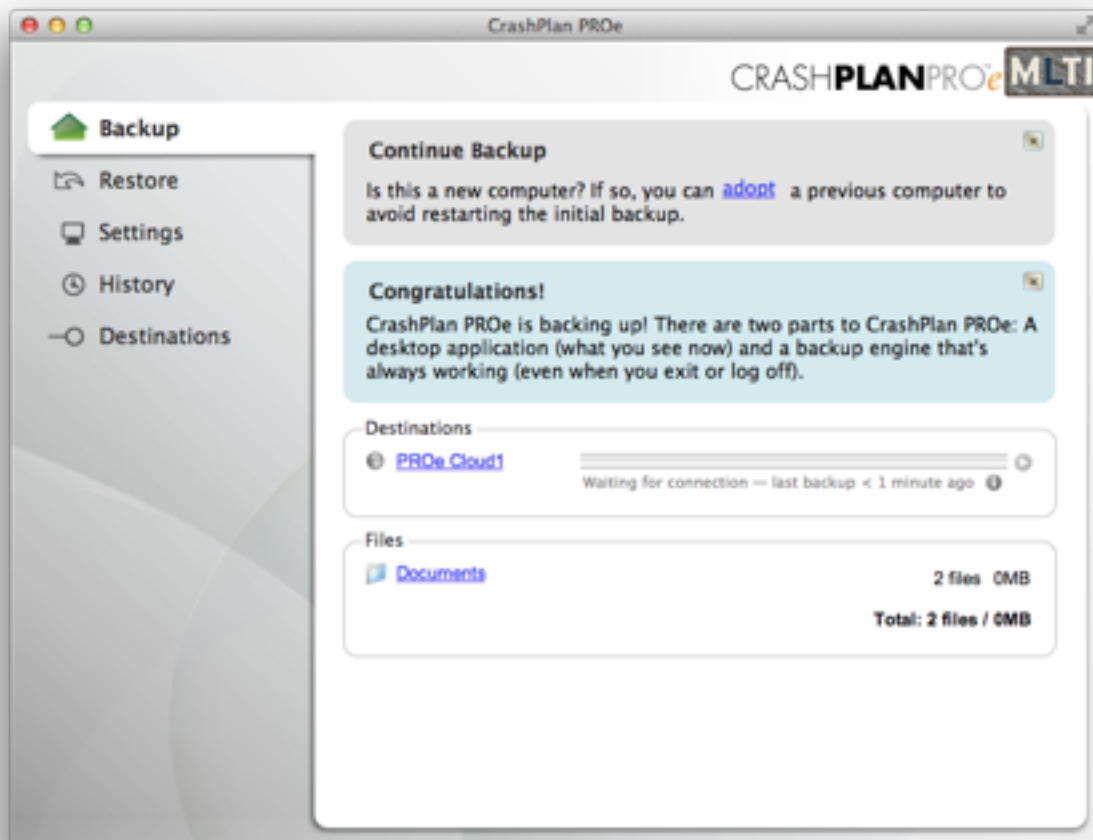 CrashPlan PROe
CRASHPLANPROe™ MLTI
Backup
Restore
Settings
History
Destinations
Continue Backup
Is this a new computer? If so, you can adopt a previous computer to
avoid restarting the initial backup.
Congratulations!
CrashPlan PROe is backing up! There are two parts to CrashPlan PROe: A
desktop application (what you see now) and a backup engine that's
always working (even when you exit or log off).
Destinations
PROe Cloud1
Waiting for connection — last backup < 1 minute ago
Files
Documents 2 files 0MB
Total: 2 files / 0MB